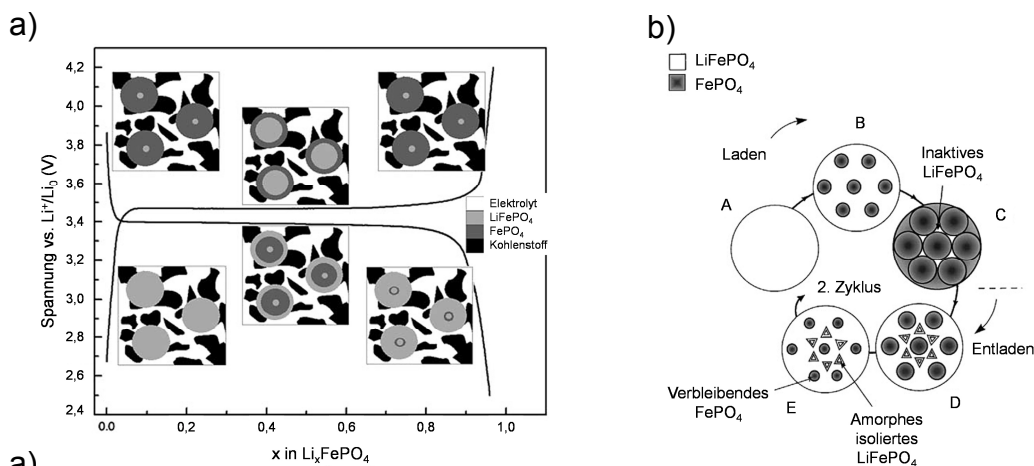 a)
4,2
4,0
3,8
3,6
3,4
3,2
3,0
2,8
2,6
2,4
Spannung vs. Li⁺/Li₀ (V)
0.0
0,2
0,4
0,6
0,8
1,0
x in LiₓFePO₄
Elektrolyt
LiFePO₄
FePO₄
Kohlenstoff
b)
LiFePO₄
FePO₄
Laden
A
B
Inaktives
LiFePO₄
C
2. Zyklus
Entladen
Verbleibendes
FePO₄
E
D
Amorphes
isoliertes
LiFePO₄
a)